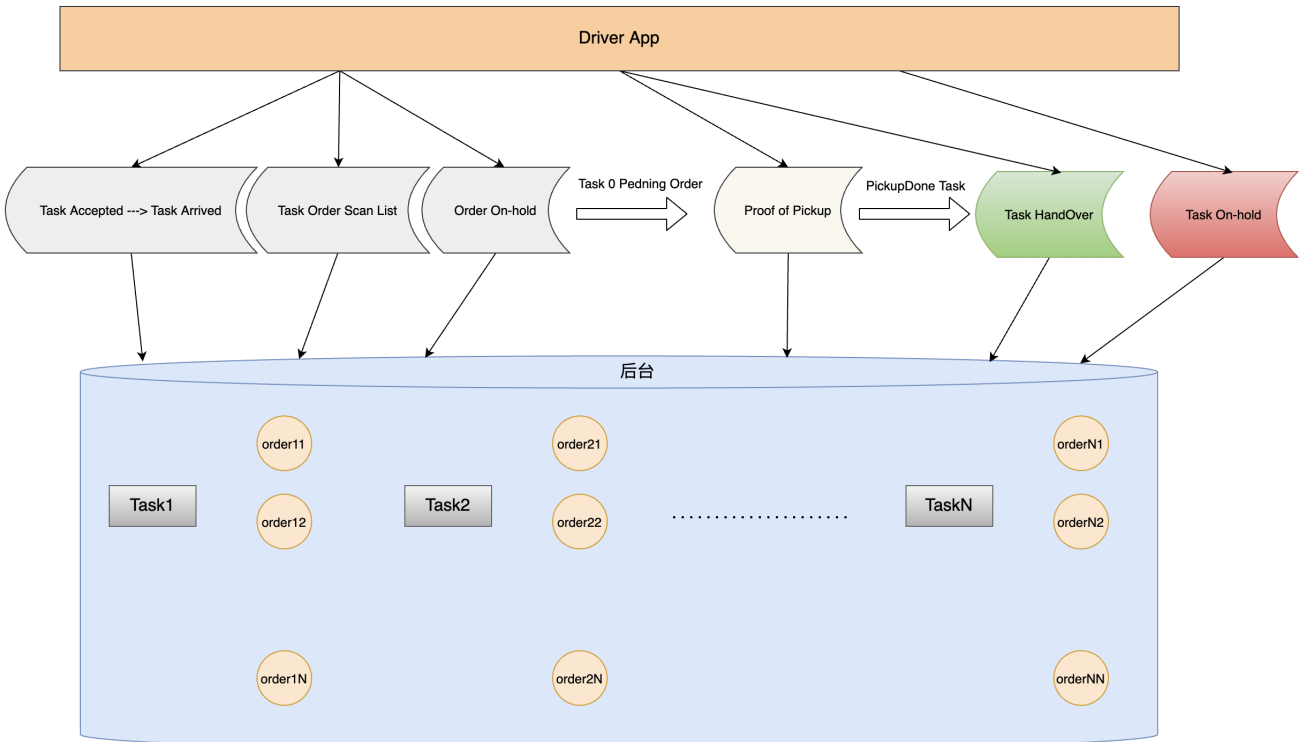 Driver App
Task 0 Pedning Order
PickupDone Task
Task Accepted ---> Task Arrived
Task Order Scan List
Order On-hold
Proof of Pickup
Task HandOver
Task On-hold
后台
order11
order21
orderN1
Task1
Task2
....................
TaskN
order12
order22
orderN2
order1N
order2N
orderNN